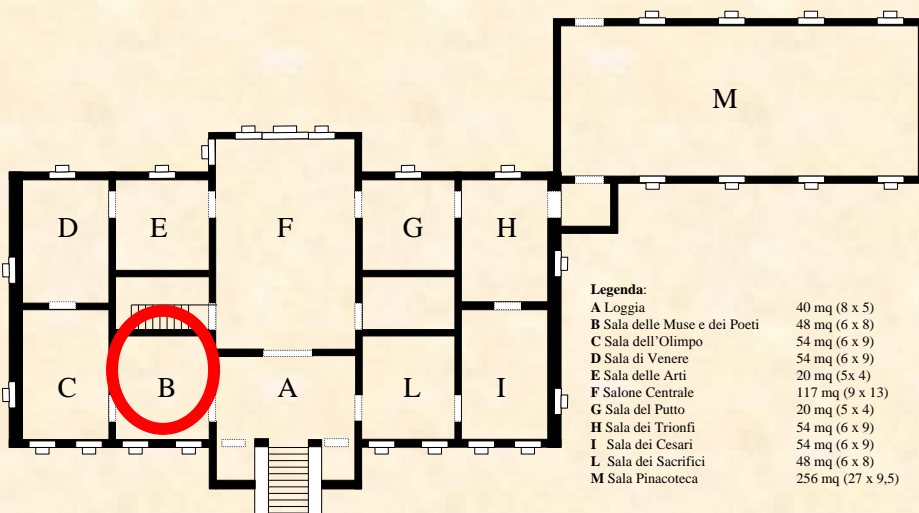 M
D
E
F
G
H
C
B
A
L
I
Legenda:
A Loggia 40 mq (8 x 5)
B Sala delle Muse e dei Poeti 48 mq (6 x 8)
C Sala dell'Olimpo 54 mq (6 x 9)
D Sala di Venere 54 mq (6 x 9)
E Sala delle Arti 20 mq (5x 4)
F Salone Centrale 117 mq (9 x 13)
G Sala del Putto 20 mq (5 x 4)
H Sala dei Trionfi 54 mq (6 x 9)
I Sala dei Cesari 54 mq (6 x 9)
L Sala dei Sacrifici 48 mq (6 x 8)
M Sala Pinacoteca 256 mq (27 x 9,5)